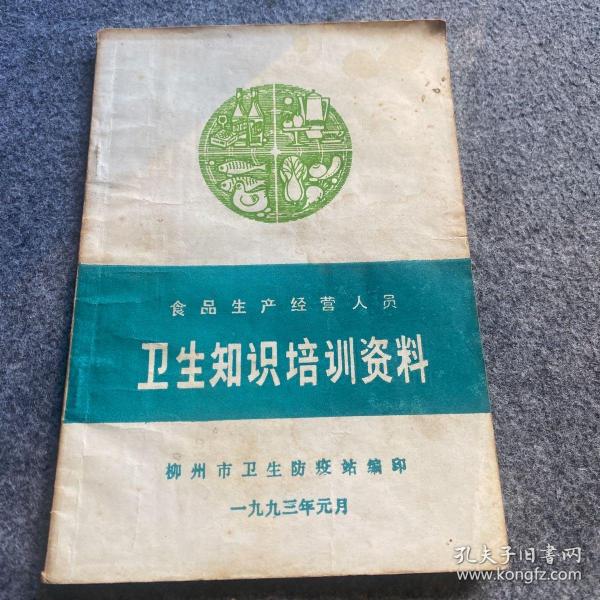 食品生产经营人员
卫生知识培训资料
柳州市卫生防疫站编印
一九九三年元月
孔夫子旧书网
www.kongfz.com